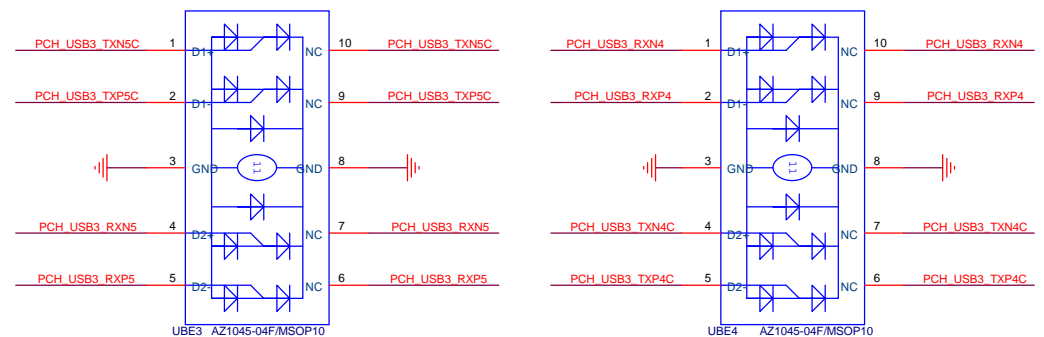 PCH_USB3_TXN5C 1 D1+ NC 10 PCH_USB3_TXN5C
PCH_USB3_TXP5C 2 D1- NC 9 PCH_USB3_TXP5C
3 GND 11 GND 8
PCH_USB3_RXN5 4 D2+ NC 7 PCH_USB3_RXN5
PCH_USB3_RXP5 5 D2- NC 6 PCH_USB3_RXP5
UBE3 AZ1045-04F/MSOP10
PCH_USB3_RXN4 1 D1+ NC 10 PCH_USB3_RXN4
PCH_USB3_RXP4 2 D1- NC 9 PCH_USB3_RXP4
3 GND 11 GND 8
PCH_USB3_TXN4C 4 D2+ NC 7 PCH_USB3_TXN4C
PCH_USB3_TXP4C 5 D2- NC 6 PCH_USB3_TXP4C
UBE4 AZ1045-04F/MSOP10